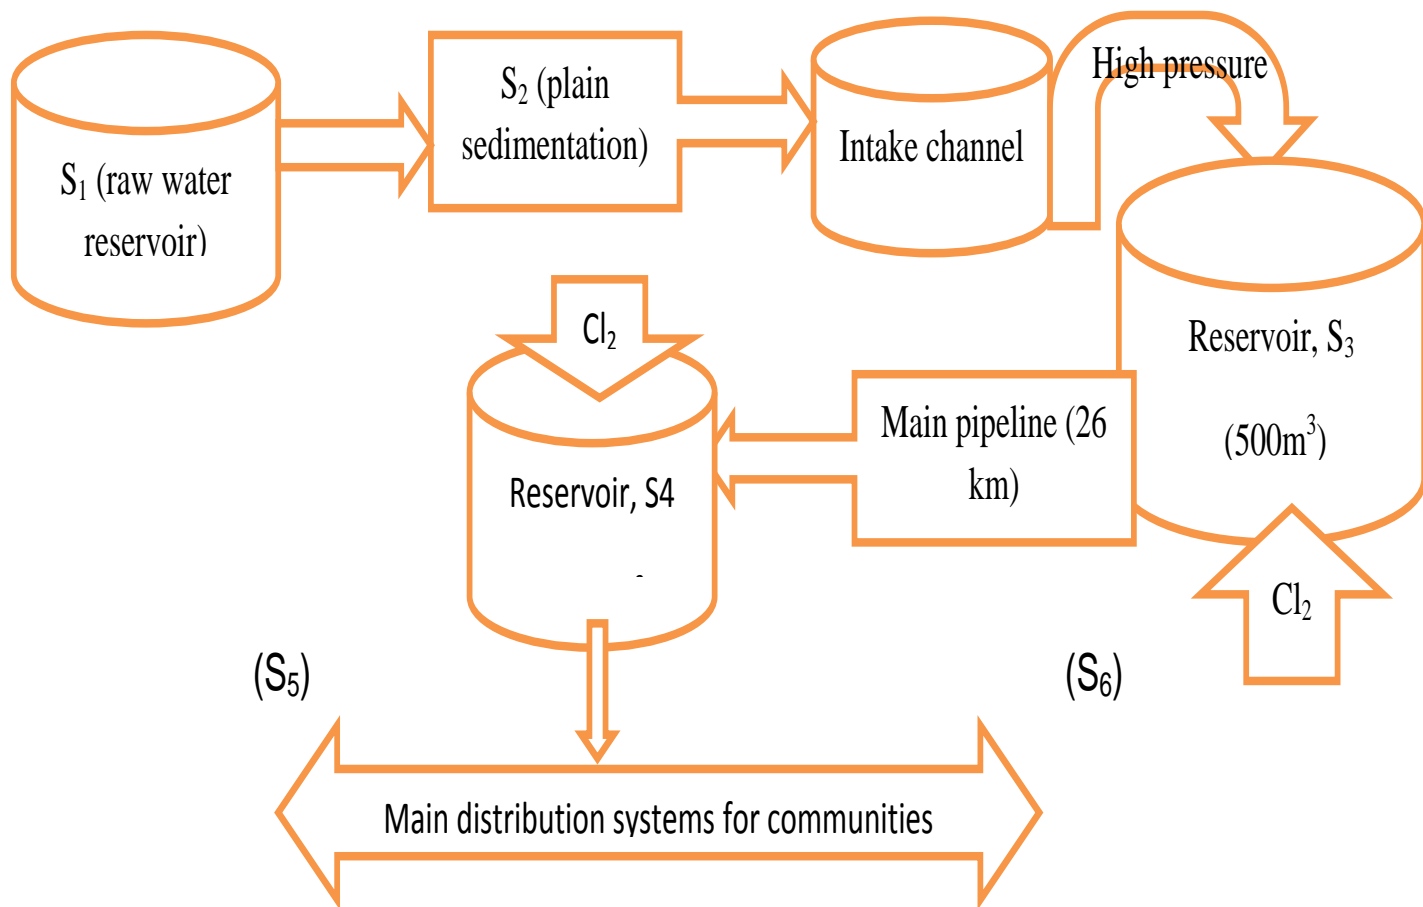 S₁ (raw water
reservoir)
S₂ (plain
sedimentation)
Intake channel
High pressure
Reservoir, S₃
(500m³)
Cl₂
Main pipeline (26
km)
Cl₂
Reservoir, S4
(S₅)
(S₆)
Main distribution systems for communities